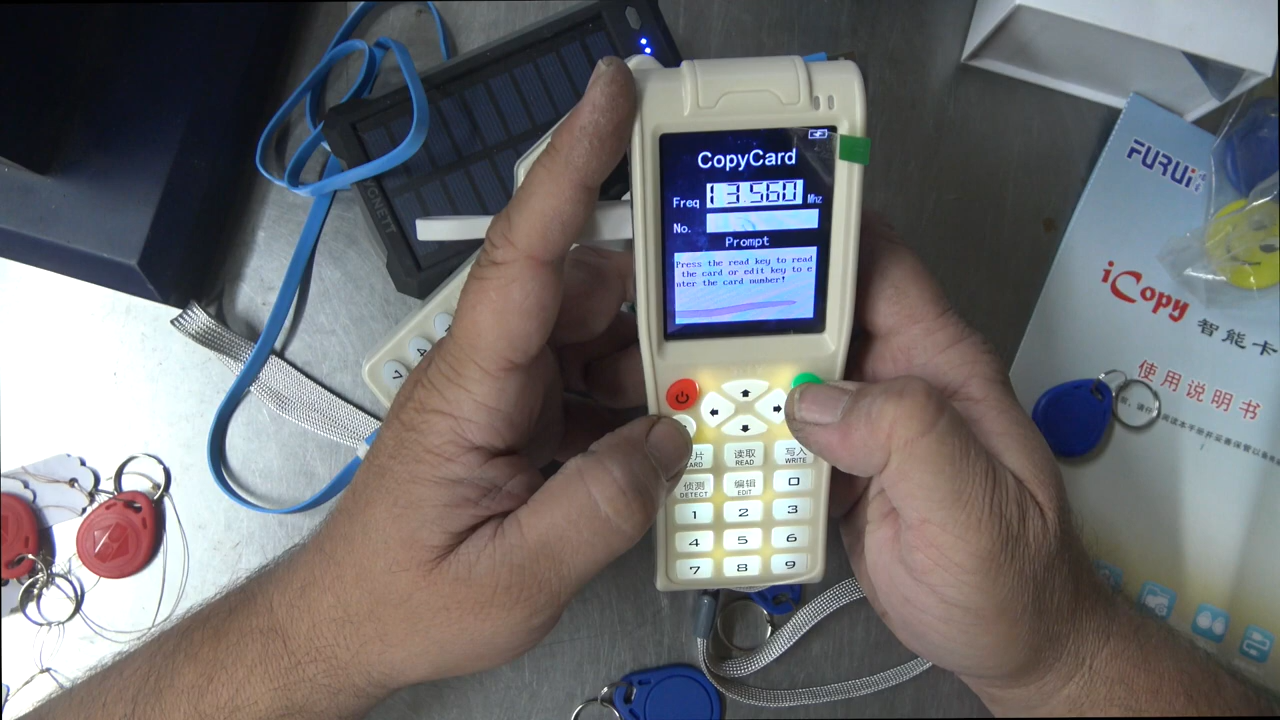 CopyCard
Freq 13.560 Mhz
No.
Prompt
Press the read key to read
the card or edit key to e
nter the card number!
读取
READ
写入
WRITE
侦测
DETECT
编辑
EDIT
0
1
2
3
4
5
6
7
8
9
4
7
FURUi
iCopy 智能卡
使用说明书